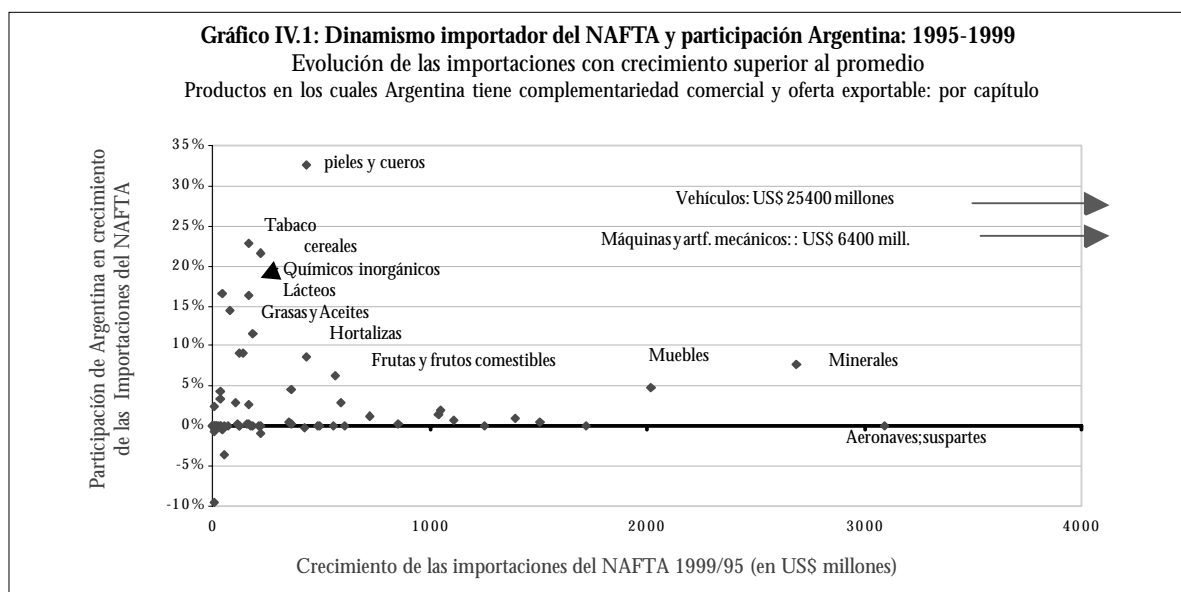 Gráfico IV.1: Dinamismo importador del NAFTA y participación Argentina: 1995-1999
Evolución de las importaciones con crecimiento superior al promedio
Productos en los cuales Argentina tiene complementariedad comercial y oferta exportable: por capítulo
Participación de Argentina en crecimiento
de las Importaciones del NAFTA
35%
30%
25%
20%
15%
10%
5%
0%
-5%
-10%
pieles y cueros
Vehículos: US$ 25400 millones
Tabaco
cereales
Máquinas y artf. mecánicos: : US$ 6400 mill.
Químicos inorgánicos
Lácteos
Grasas y Aceites
Hortalizas
Frutas y frutos comestibles
Muebles
Minerales
Aeronaves;suspartes
0
1000
2000
3000
4000
Crecimiento de las importaciones del NAFTA 1999/95 (en US$ millones)